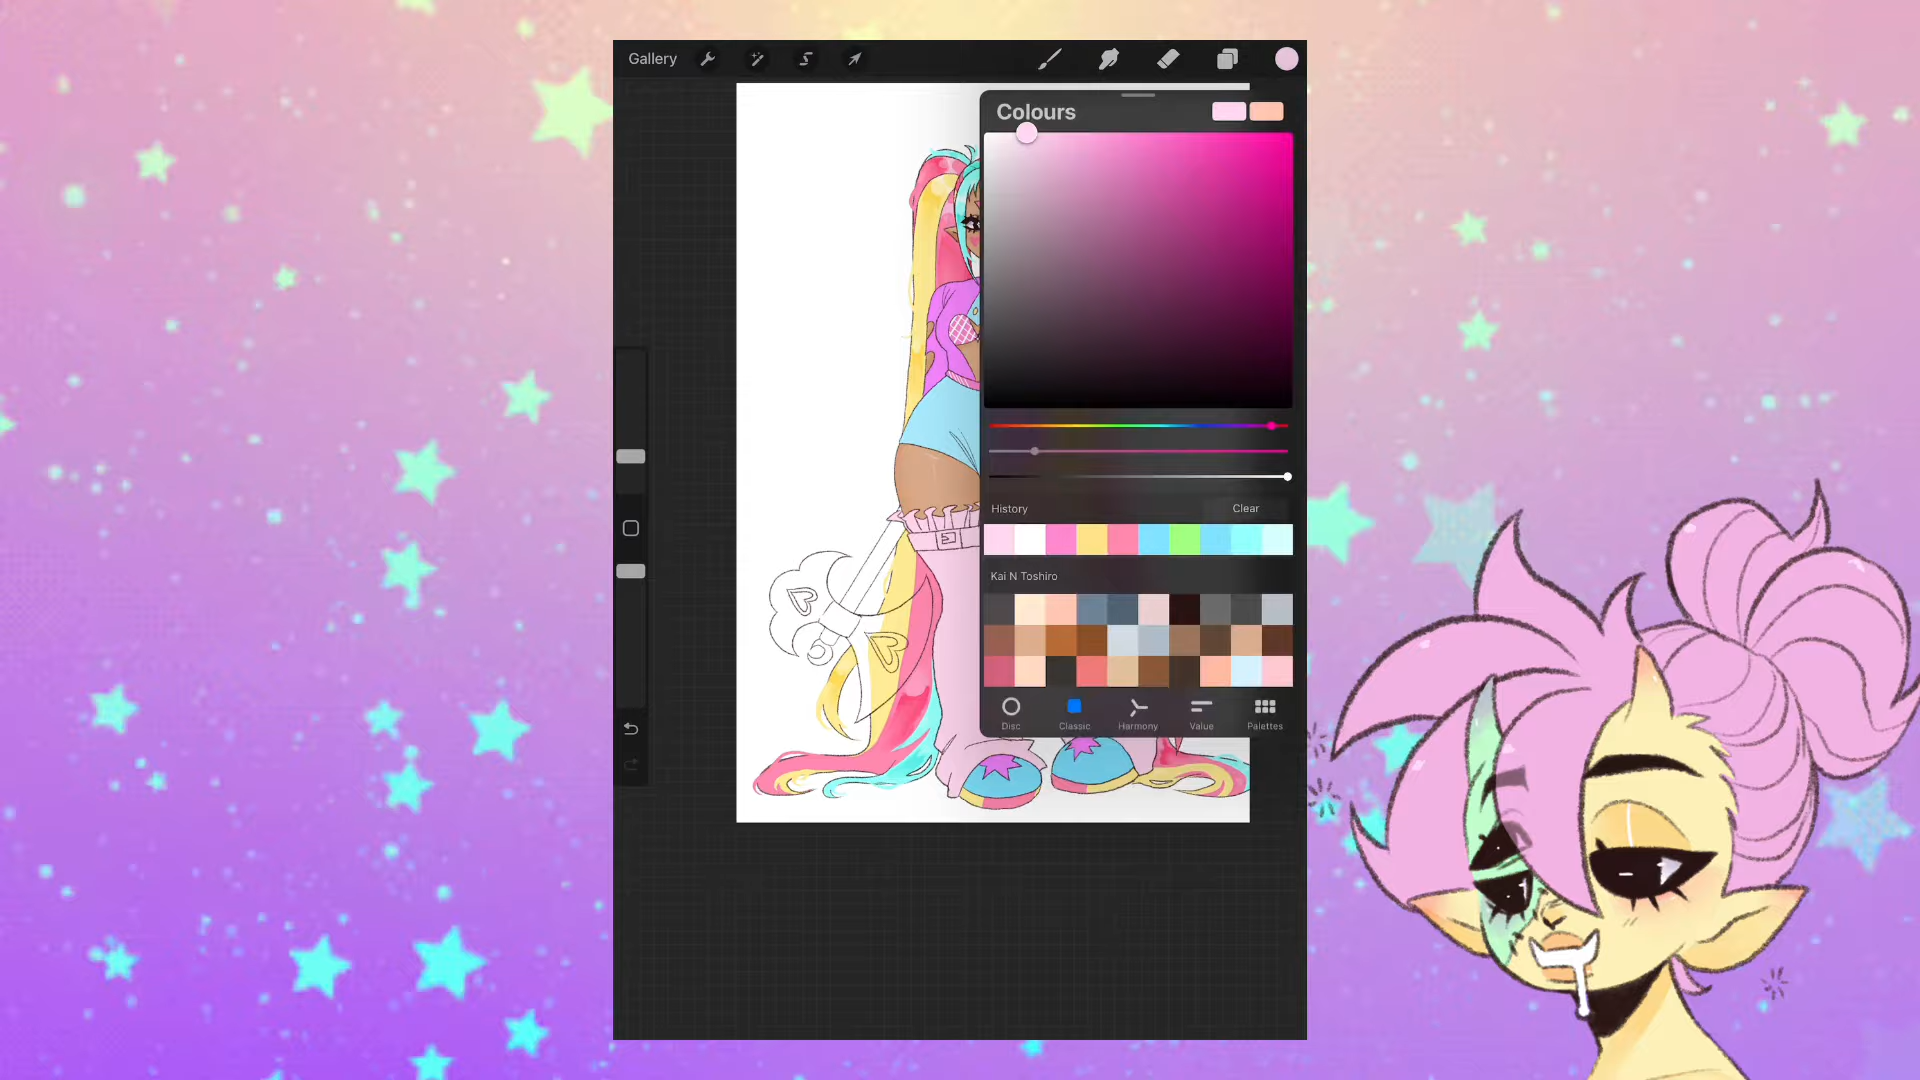 Gallery
Colours
History Clear
Kai N Toshiro
Disc Classic Harmony Value Palettes